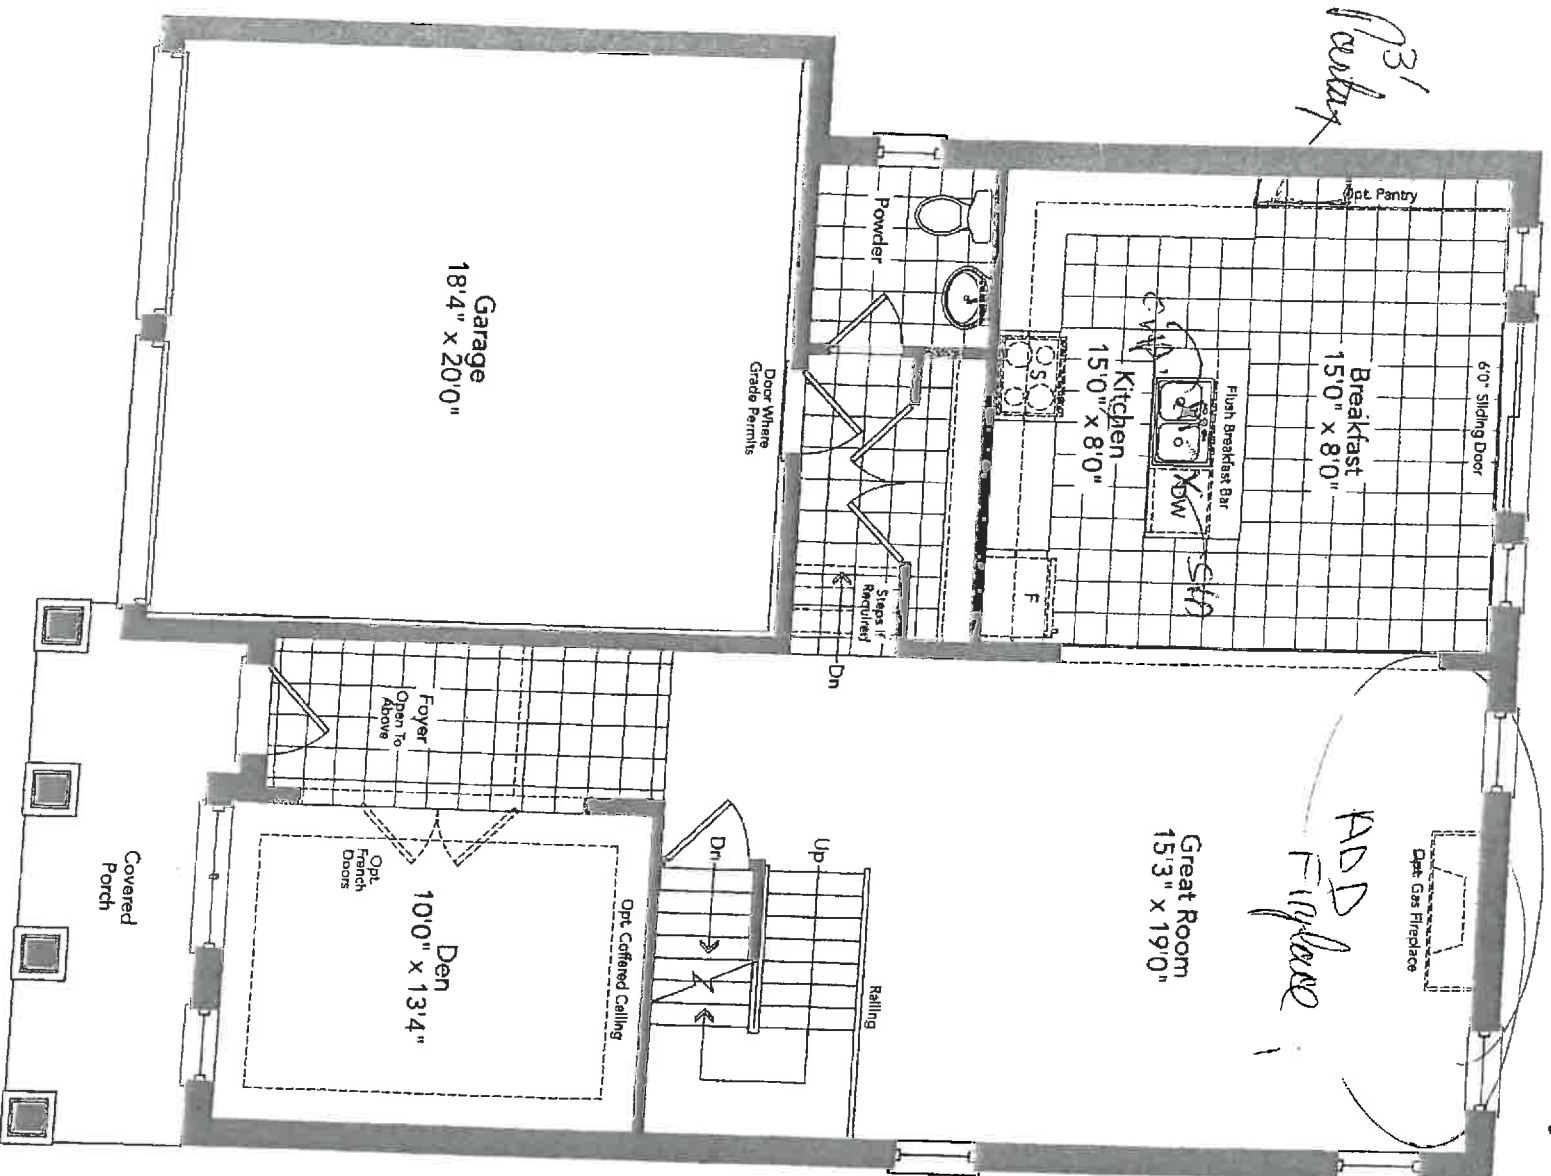 3'
Pantry
Opt. Pantry
6'0" Sliding Door
Breakfast
15'0" x 8'0"
Flush Breakfast Bar
DW
Kitchen
15'0" x 8'0"
S
F
Powder
Door Where
Grade Permits
Steps If
Required
Dn
Garage
18'4" x 20'0"
Foyer
Open To
Above
Opt. Gas Fireplace
ADD
Fireplace
Great Room
15'3" x 19'0"
Railing
Up
Dn
Opt. Coffered Ceiling
Den
10'0" x 13'4"
Opt.
French
Doors
Covered
Porch